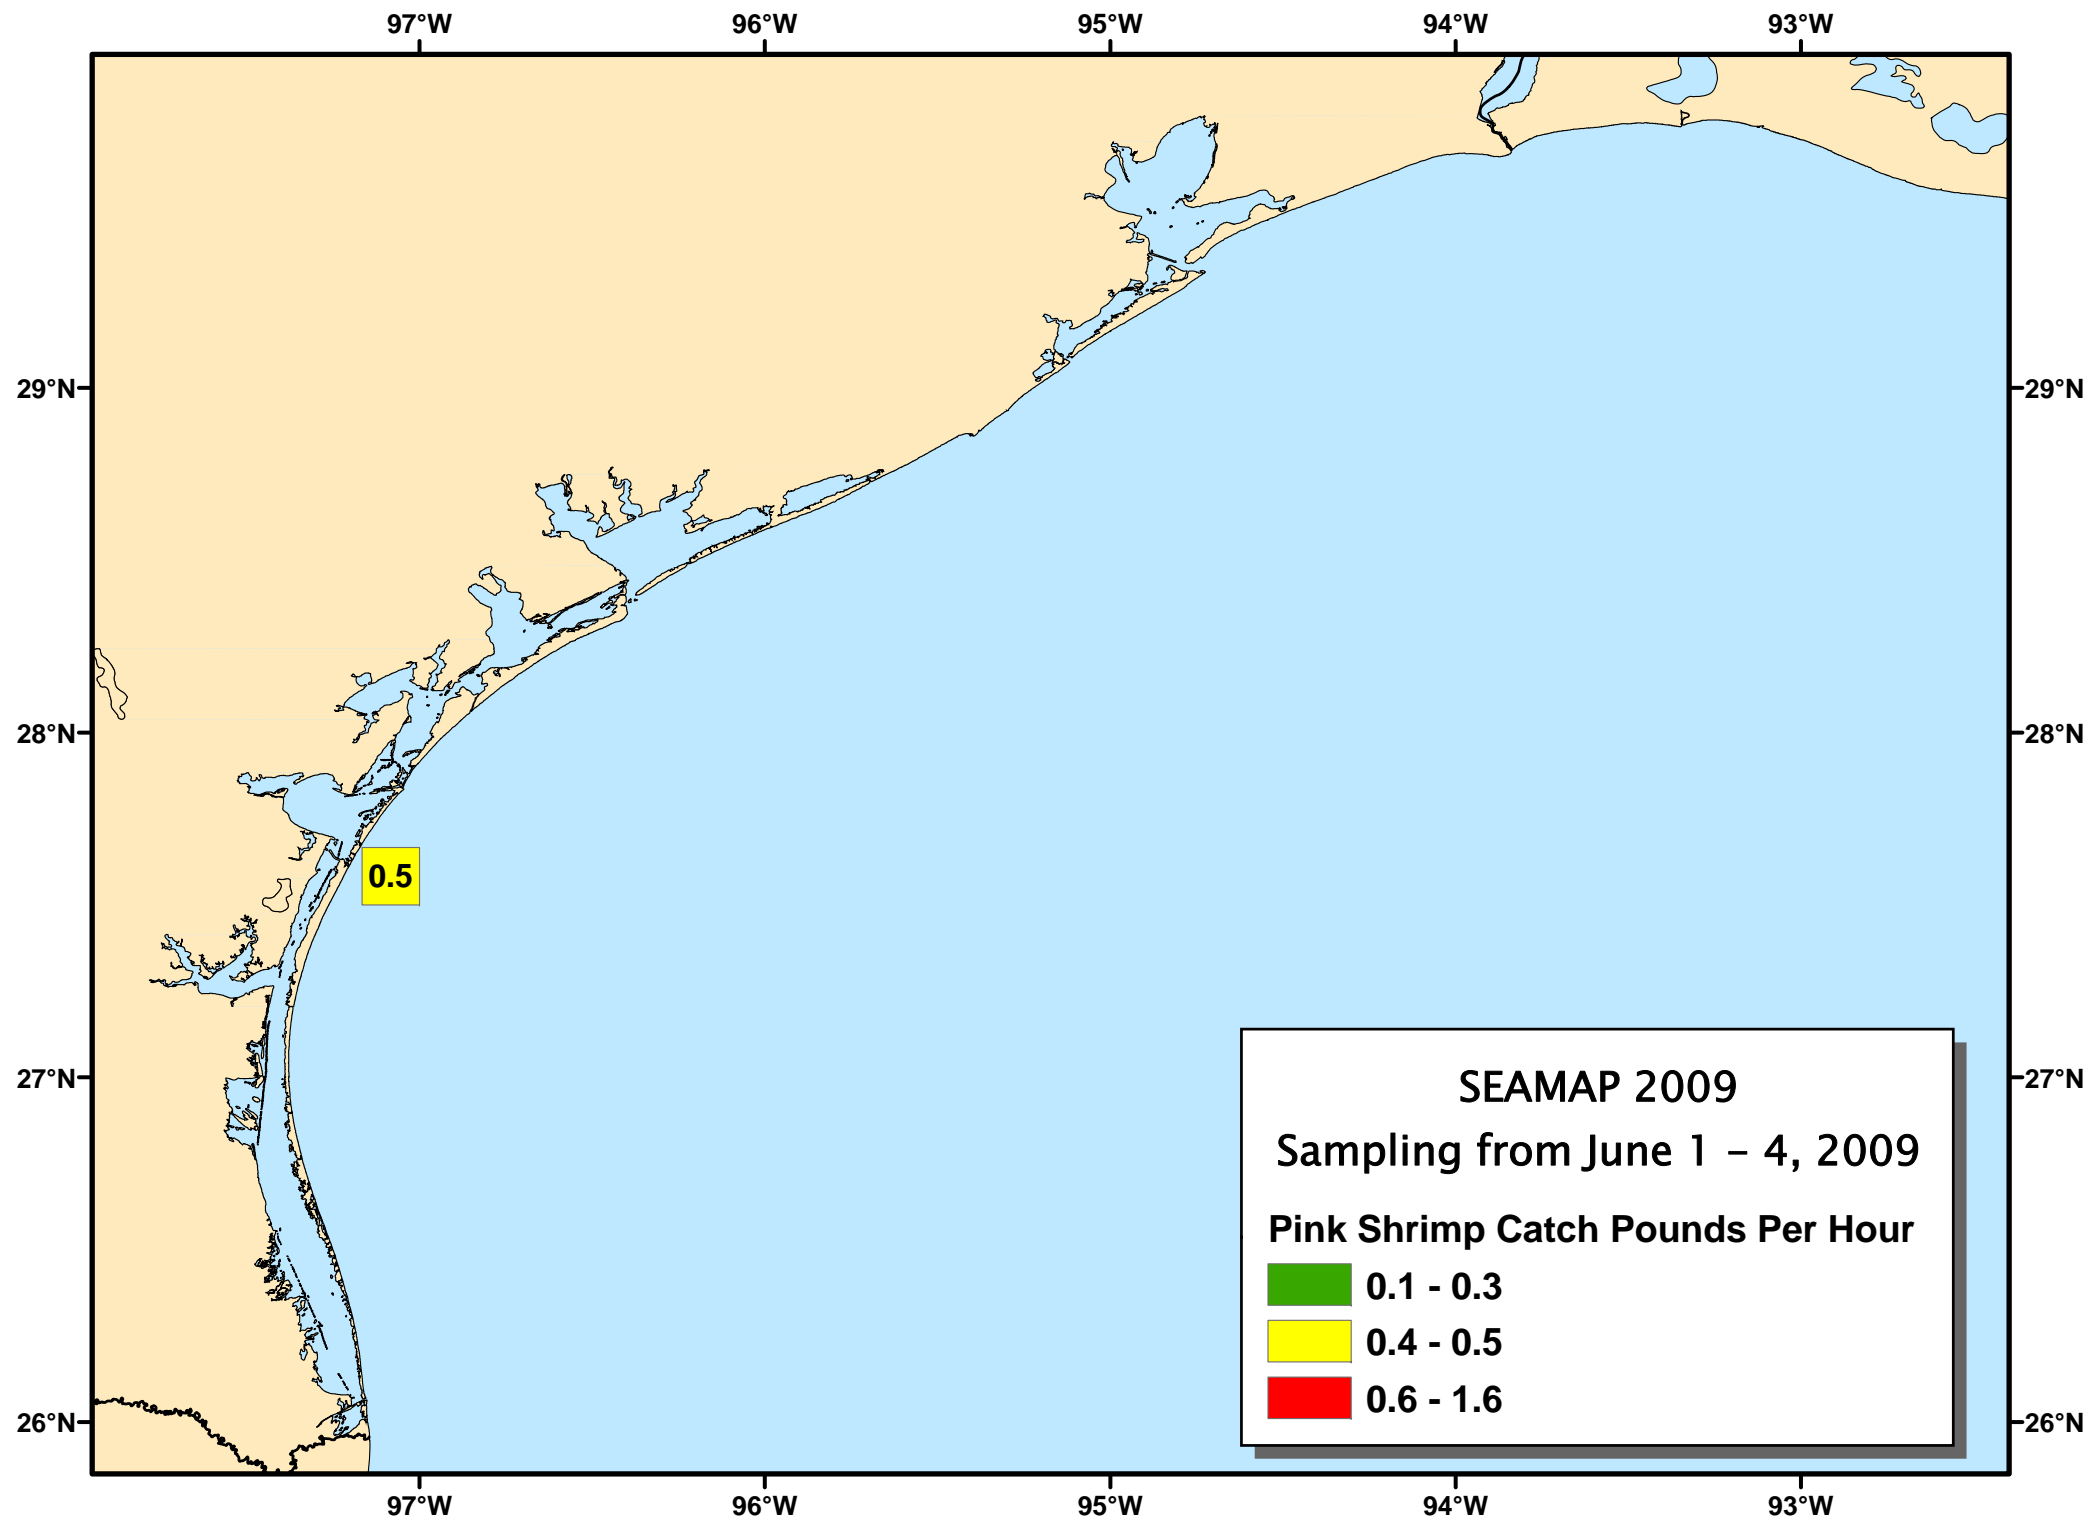 97°W 96°W 95°W 94°W 93°W
29°N 29°N
28°N 28°N
0.5
27°N 27°N
SEAMAP 2009
Sampling from June 1 – 4, 2009
Pink Shrimp Catch Pounds Per Hour
0.1 - 0.3
0.4 - 0.5
0.6 - 1.6
26°N 26°N
97°W 96°W 95°W 94°W 93°W